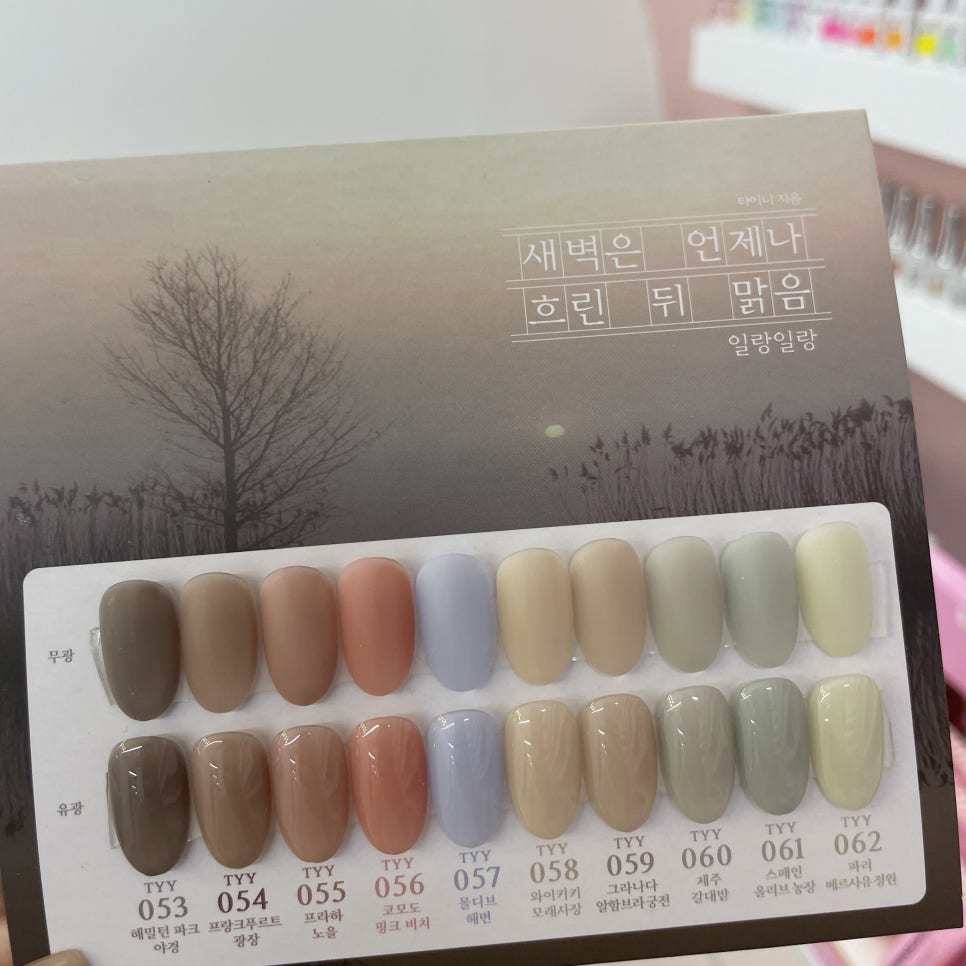 타이니 지음
새벽은 언제나
흐린 뒤 맑음
일랑일랑
무광
유광
TYY
053
헤밀턴 파크
야경
TYY
054
프랑크푸르트
광장
TYY
055
프라하
노을
TYY
056
코모도
핑크 비치
TYY
057
몰디브
해변
TYY
058
와이키키
모래사장
TYY
059
그라나다
알함브라궁전
TYY
060
제주
갈대밭
TYY
061
스페인
올리브 농장
TYY
062
파리
베르사유정원